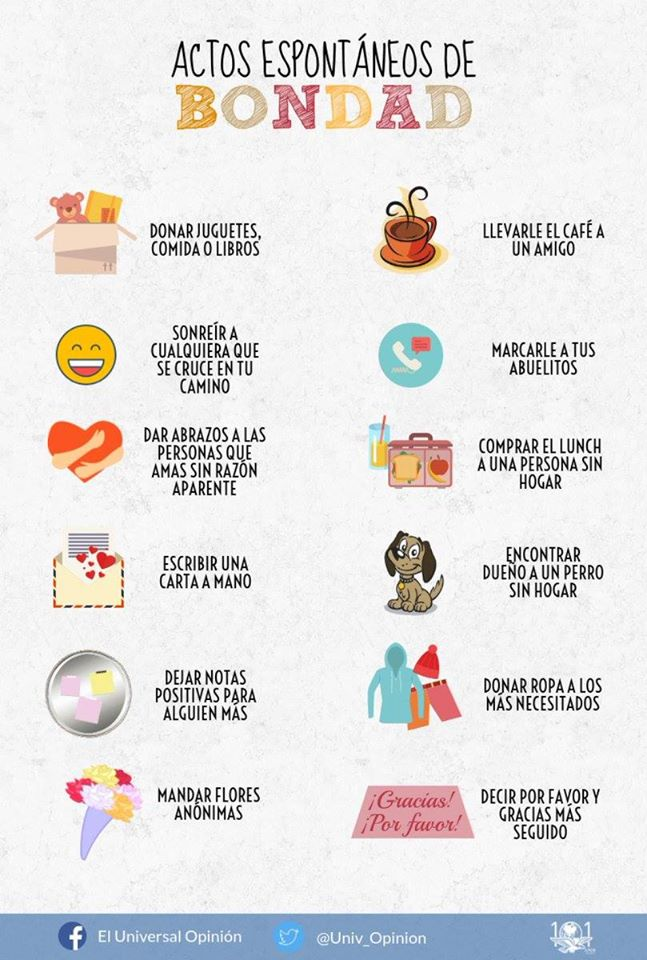 ACTOS ESPONTÁNEOS DE
BONDAD
DONAR JUGUETES,
COMIDA O LIBROS
LLEVARLE EL CAFÉ A
UN AMIGO
SONREÍR A
CUALQUIERA QUE
SE CRUCE EN TU
CAMINO
MARCARLE A TUS
ABUELITOS
DAR ABRAZOS A LAS
PERSONAS QUE
AMAS SIN RAZÓN
APARENTE
COMPRAR EL LUNCH
A UNA PERSONA SIN
HOGAR
ESCRIBIR UNA
CARTA A MANO
ENCONTRAR
DUEÑO A UN PERRO
SIN HOGAR
DEJAR NOTAS
POSITIVAS PARA
ALGUIEN MÁS
DONAR ROPA A LOS
MÁS NECESITADOS
MANDAR FLORES
ANÓNIMAS
¡Gracias!
¡Por favor!
DECIR POR FAVOR Y
GRACIAS MÁS
SEGUIDO
El Universal Opinión
@Univ_Opinion
101